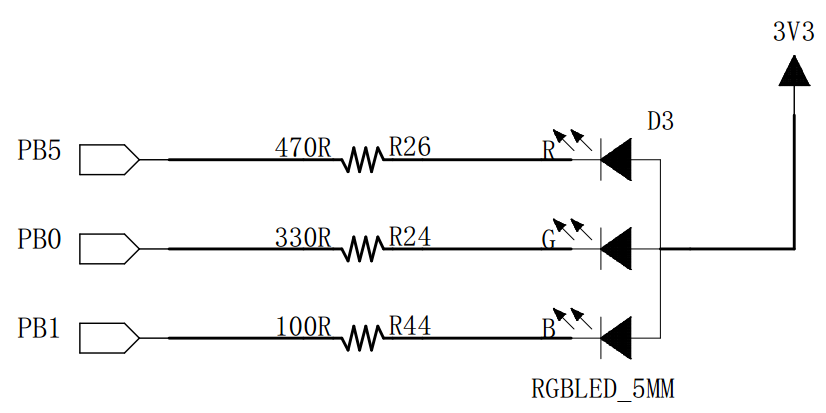 3V3
D3
PB5 470R R26 R
PB0 330R R24 G
PB1 100R R44 B
RGBLED_5MM